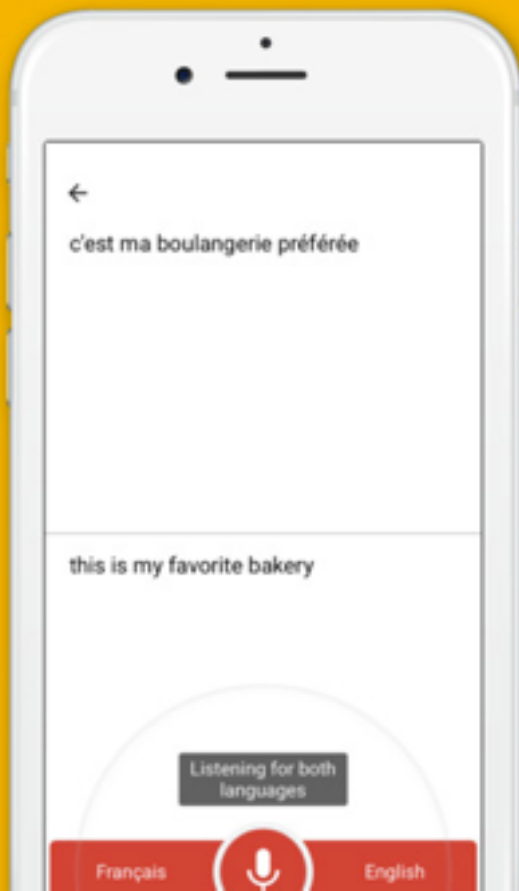 c'est ma boulangerie préférée
this is my favorite bakery
Listening for both
languages
Français
English